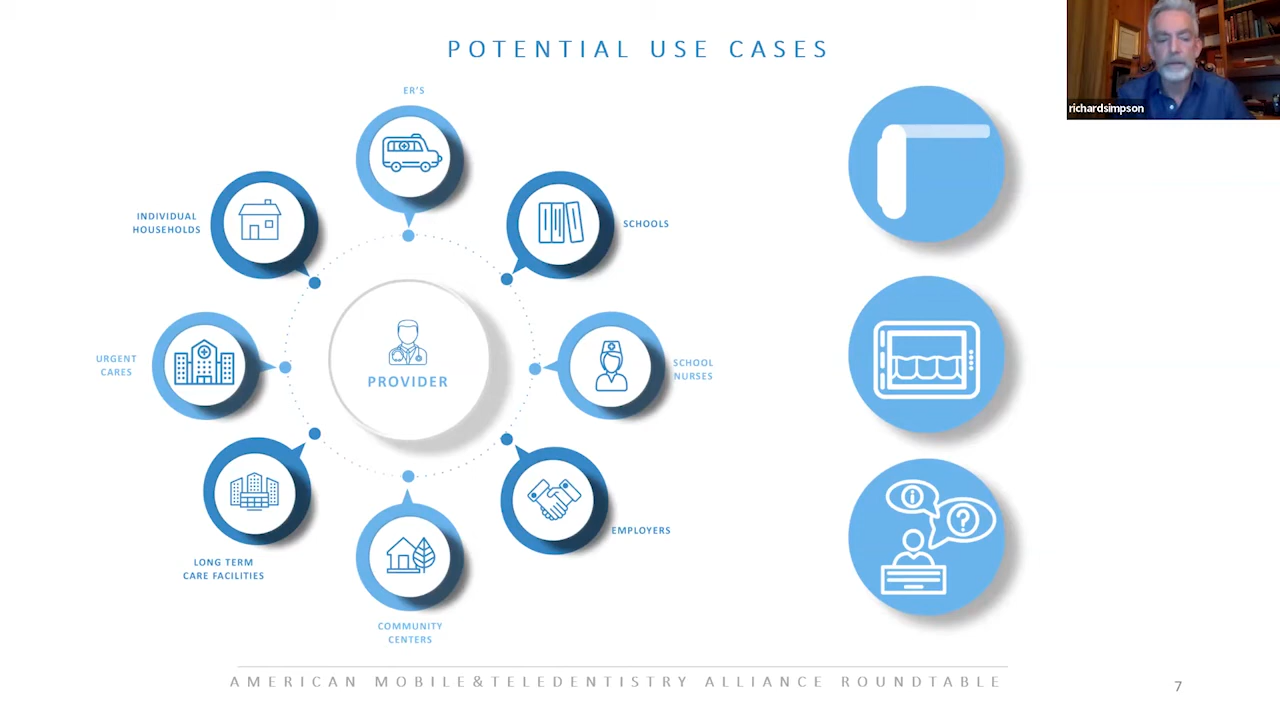 POTENTIAL USE CASES
richardsimpson
ER'S
INDIVIDUAL
HOUSEHOLDS
SCHOOLS
URGENT
CARES
PROVIDER
SCHOOL
NURSES
LONG TERM
CARE FACILITIES
EMPLOYERS
COMMUNITY
CENTERS
i
?
AMERICAN MOBILE&TELEDENTISTRY ALLIANCE ROUNDTABLE
7